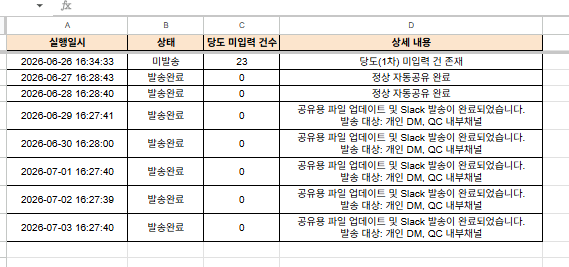 fx
A B C D
실행일시 상태 당도 미입력 건수 상세 내용
2026-06-26 16:34:33 미발송 23 당도(1차) 미입력 건 존재
2026-06-27 16:28:43 발송완료 0 정상 자동공유 완료
2026-06-28 16:28:40 발송완료 0 정상 자동공유 완료
2026-06-29 16:27:41 발송완료 0 공유용 파일 업데이트 및 Slack 발송이 완료되었습니다.
발송 대상: 개인 DM, QC 내부채널
2026-06-30 16:28:00 발송완료 0 공유용 파일 업데이트 및 Slack 발송이 완료되었습니다.
발송 대상: 개인 DM, QC 내부채널
2026-07-01 16:27:40 발송완료 0 공유용 파일 업데이트 및 Slack 발송이 완료되었습니다.
발송 대상: 개인 DM, QC 내부채널
2026-07-02 16:27:39 발송완료 0 공유용 파일 업데이트 및 Slack 발송이 완료되었습니다.
발송 대상: 개인 DM, QC 내부채널
2026-07-03 16:27:40 발송완료 0 공유용 파일 업데이트 및 Slack 발송이 완료되었습니다.
발송 대상: 개인 DM, QC 내부채널